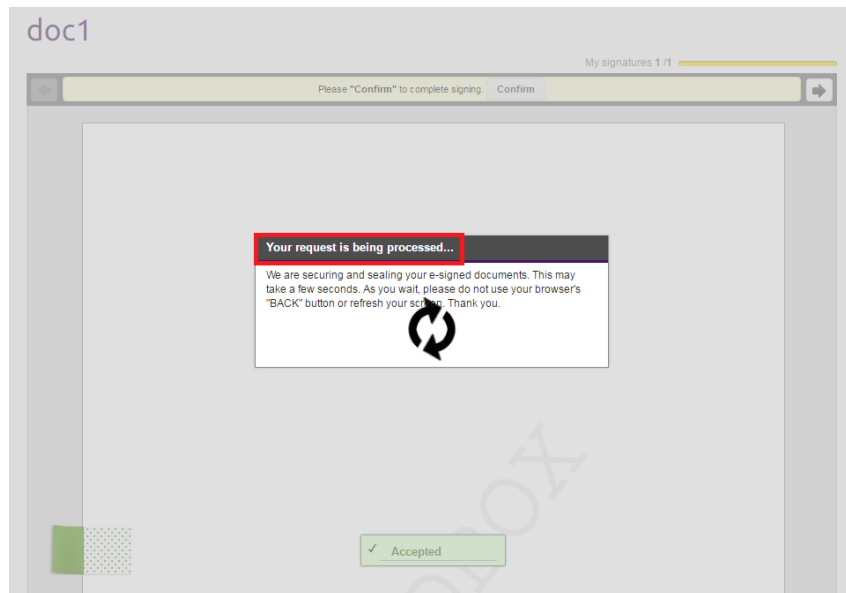 doc1
My signatures 1 /1
Please "Confirm" to complete signing. Confirm
Your request is being processed...
We are securing and sealing your e-signed documents. This may
take a few seconds. As you wait, please do not use your browser's
"BACK" button or refresh your screen. Thank you.
Accepted